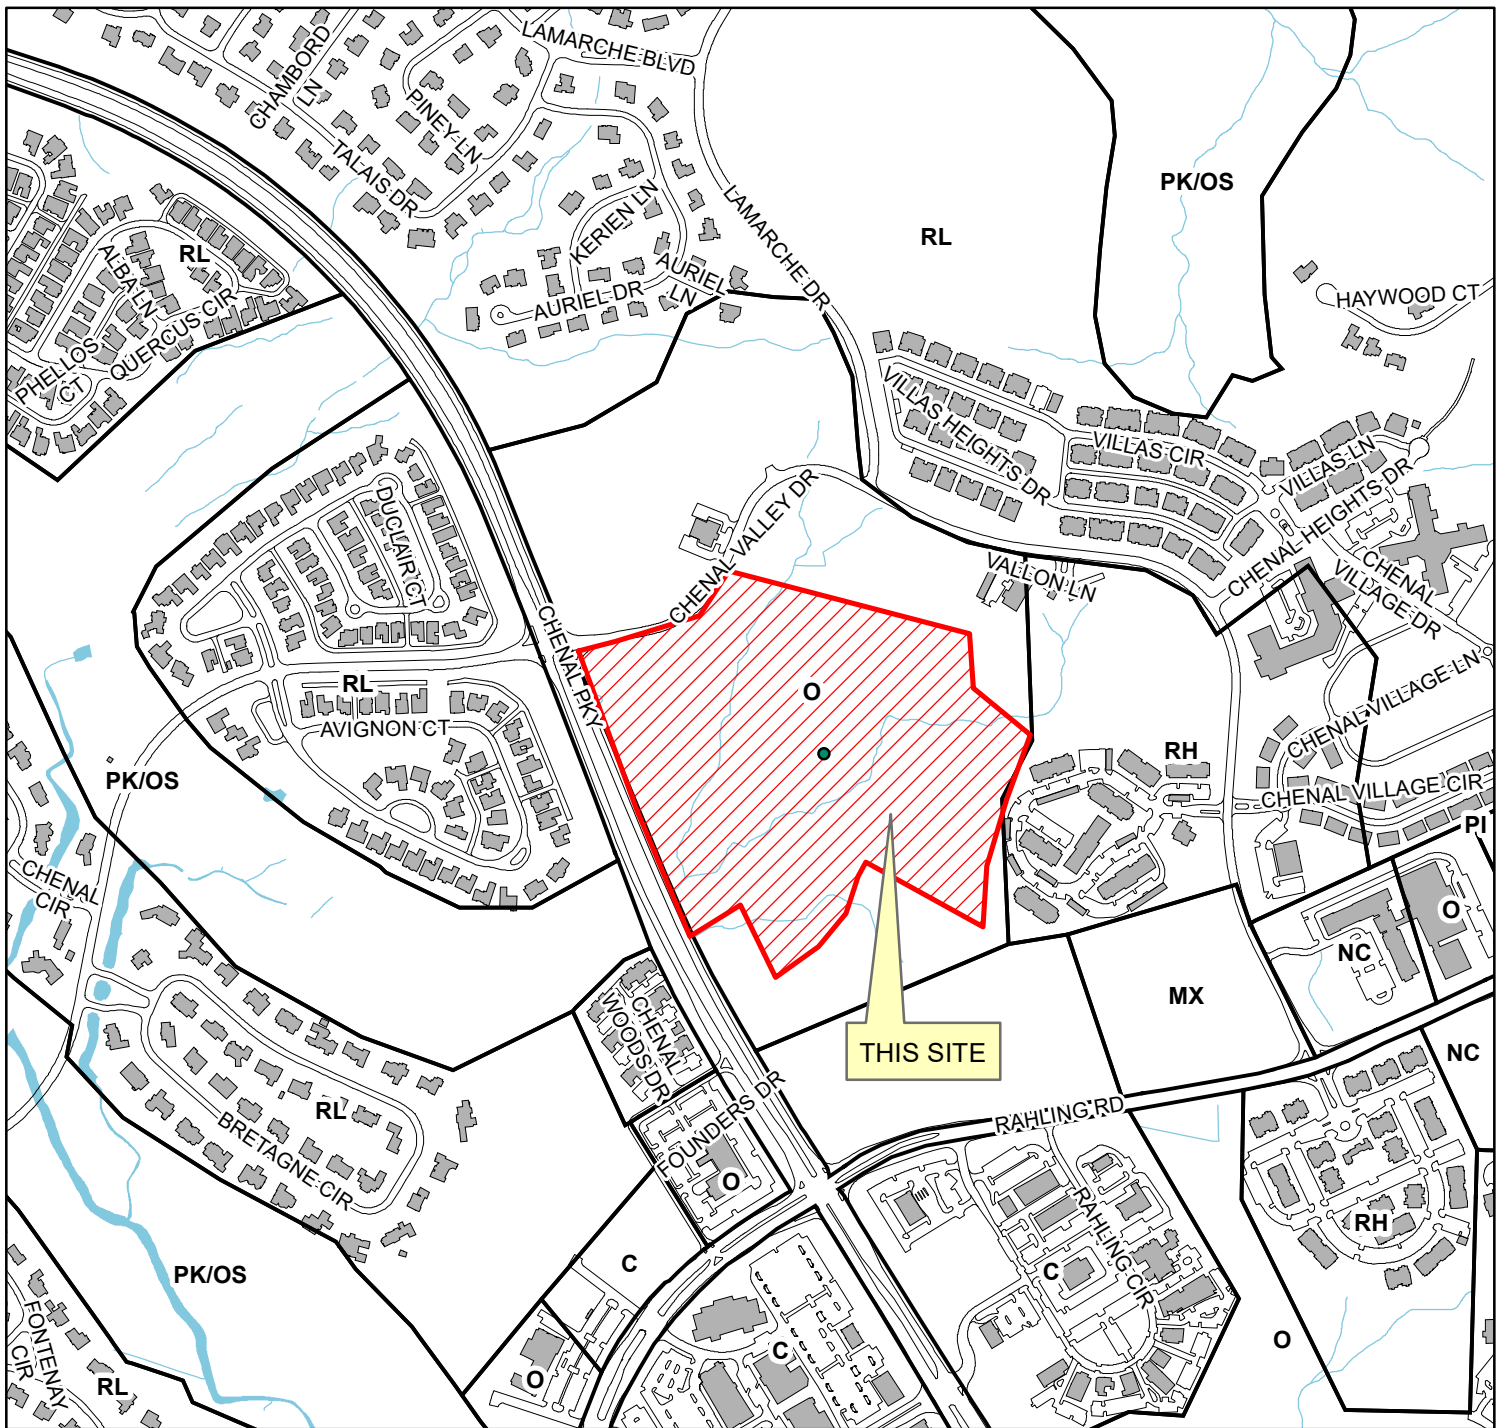 LAMARCHE BLVD
CHAMBORD
LN
PINEY LN
TALAIS DR
PK/OS
KERIEN LN
LAMARCHE DR
RL
RL
ALBA LN
AURIEL
LN
AURIEL DR
HAYWOOD CT
QUERCUS CIR
PHELLOS
CT
VILLAS HEIGHTS DR
VILLAS CIR
VILLAS LN
CHENAL HEIGHTS DR
DUCLAIR CT
CHENAL VALLEY DR
VALLON LN
CHENAL
VILLAGE DR
CHENAL PKY
RL
O
AVIGNON CT
CHENAL VILLAGE LN
RH
PK/OS
CHENAL VILLAGE CIR
PI
CHENAL
CIR
O
NC
MX
CHENAL
WOODS DR
THIS SITE
NC
RL
BRETAGNE CIR
FOUNDERS DR
RAHLING RD
O
RAHLING CIR
RH
PK/OS
C
C
O
C
O
FONTENAY
CIR
RL